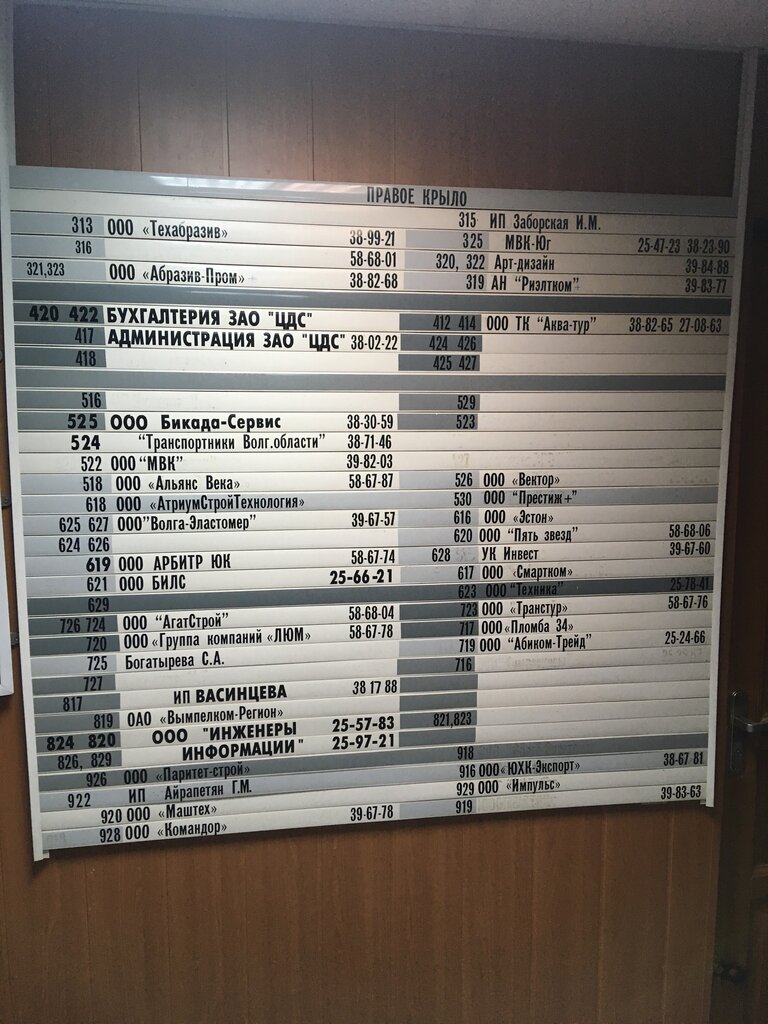 ПРАВОЕ КРЫЛО
313 ООО «Техабразив» 38-99-21
316 58-68-01
321,323 ООО «Абразив-Пром» 38-82-68
420 422 БУХГАЛТЕРИЯ ЗАО "ЦДС"
417 АДМИНИСТРАЦИЯ ЗАО "ЦДС" 38-02-22
418
516
525 ООО Бикада-Сервис 38-30-59
524 "Транспортники Волг.области" 38-71-46
522 ООО "МВК" 39-82-03
518 ООО «Альянс Века» 58-67-87
618 ООО «АтриумСтройТехнология»
625 627 ООО"Волга-Эластомер" 39-67-57
624 626
619 ООО АРБИТР ЮК 58-67-74
621 ООО БИЛС 25-66-21
629
726 724 ООО "АгатСтрой" 58-68-04
720 ООО «Группа компаний «ЛЮМ» 58-67-78
725 Богатырева С.А.
727
817 ИП ВАСИНЦЕВА 38 17 88
819 ОАО «Вымпелком-Регион»
824 820 ООО "ИНЖЕНЕРЫ 25-57-83
826, 829 ИНФОРМАЦИИ" 25-97-21
926 ООО «Паритет-строй»
922 ИП Айрапетян Г.М.
920 ООО «Маштех»
928 ООО «Командор» 39-67-78
315 ИП Заборская И.М.
325 МВК-Юг 25-47-23 38-23-90
320, 322 Арт-дизайн 39-84-88
319 АН "Риэлтком" 39-83-77
412 414 ООО ТК "Аква-тур" 38-82-65 27-08-63
424 426
425 427
529
523
526 ООО «Вектор»
530 ООО "Престиж+"
616 ООО «Эстон»
620 ООО "Пять звезд" 58-68-06
628 УК Инвест 39-67-60
617 ООО «Смартком»
623 ООО "Техника" 25-78-41
723 ООО «Транстур» 58-67-76
717 ООО «Пломба 34»
719 ООО "Абиком-Трейд" 25-24-66
716
821,823
918
916 ООО «ЮХК-Экспорт» 38-67 81
929 ООО «Импульс» 39-83-63
919